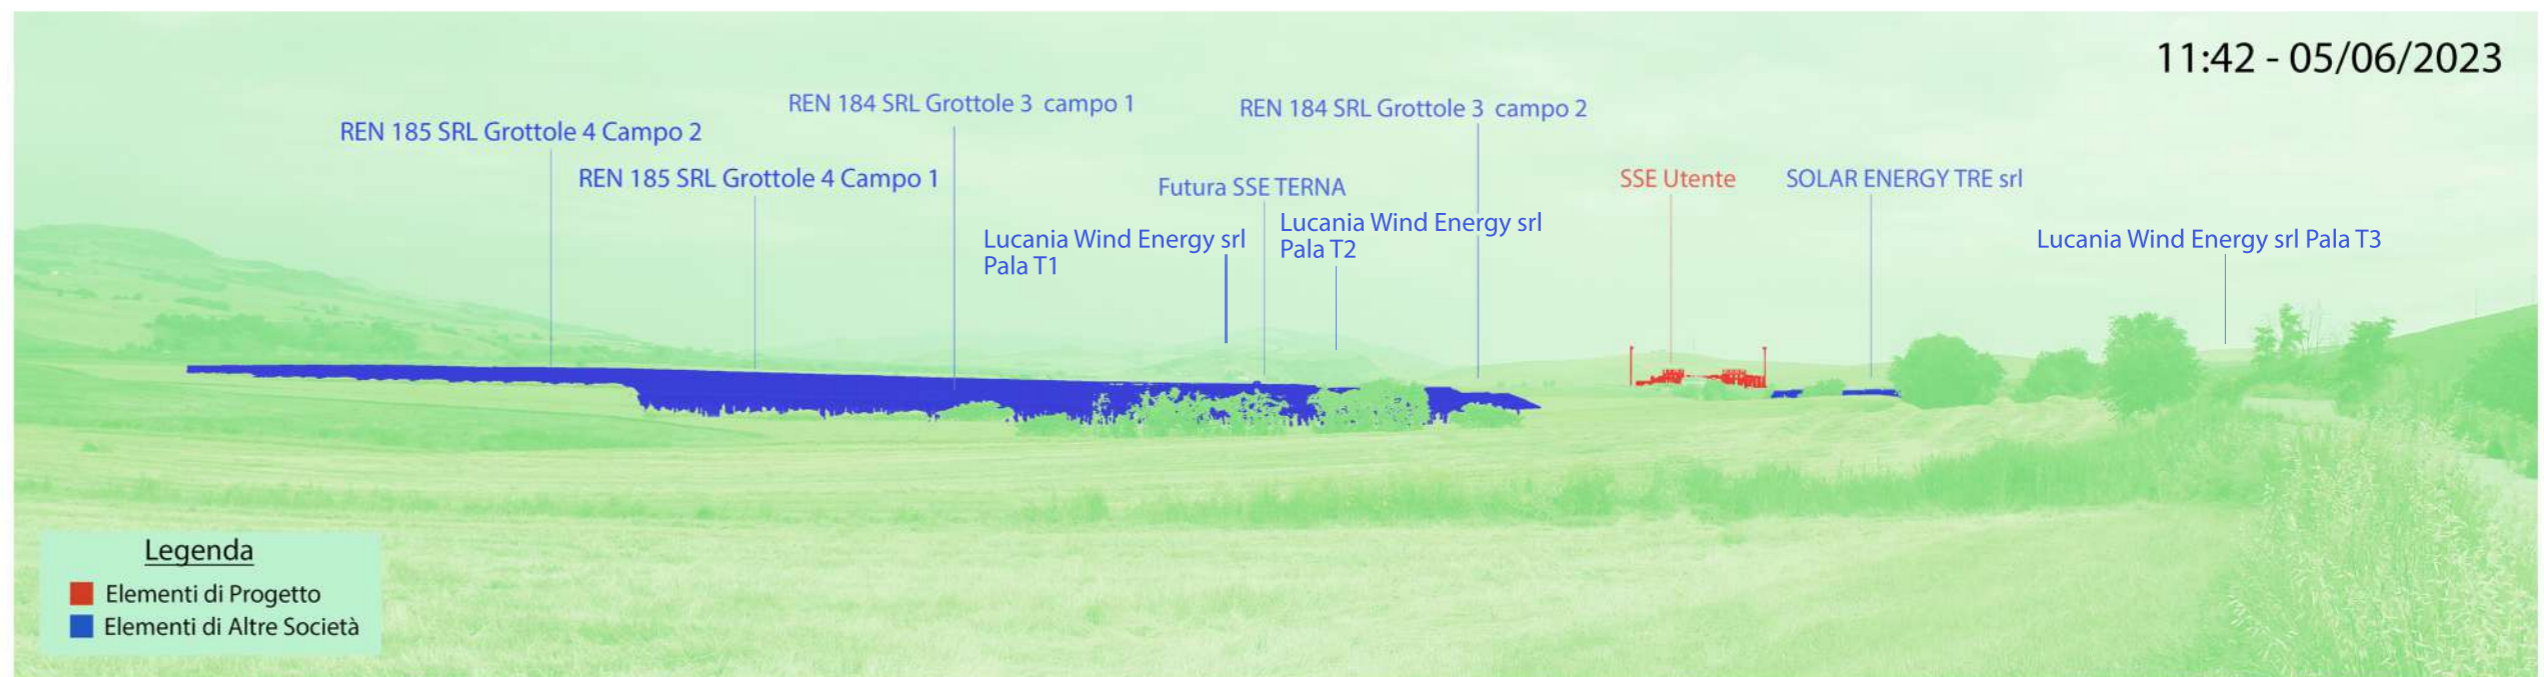 11:42 - 05/06/2023
REN 184 SRL Grottole 3 campo 1
REN 184 SRL Grottole 3 campo 2
REN 185 SRL Grottole 4 Campo 2
REN 185 SRL Grottole 4 Campo 1
Futura SSE TERNA
SSE Utente
SOLAR ENERGY TRE srl
Lucania Wind Energy srl
Pala T1
Lucania Wind Energy srl
Pala T2
Lucania Wind Energy srl Pala T3
Legenda
Elementi di Progetto
Elementi di Altre Società